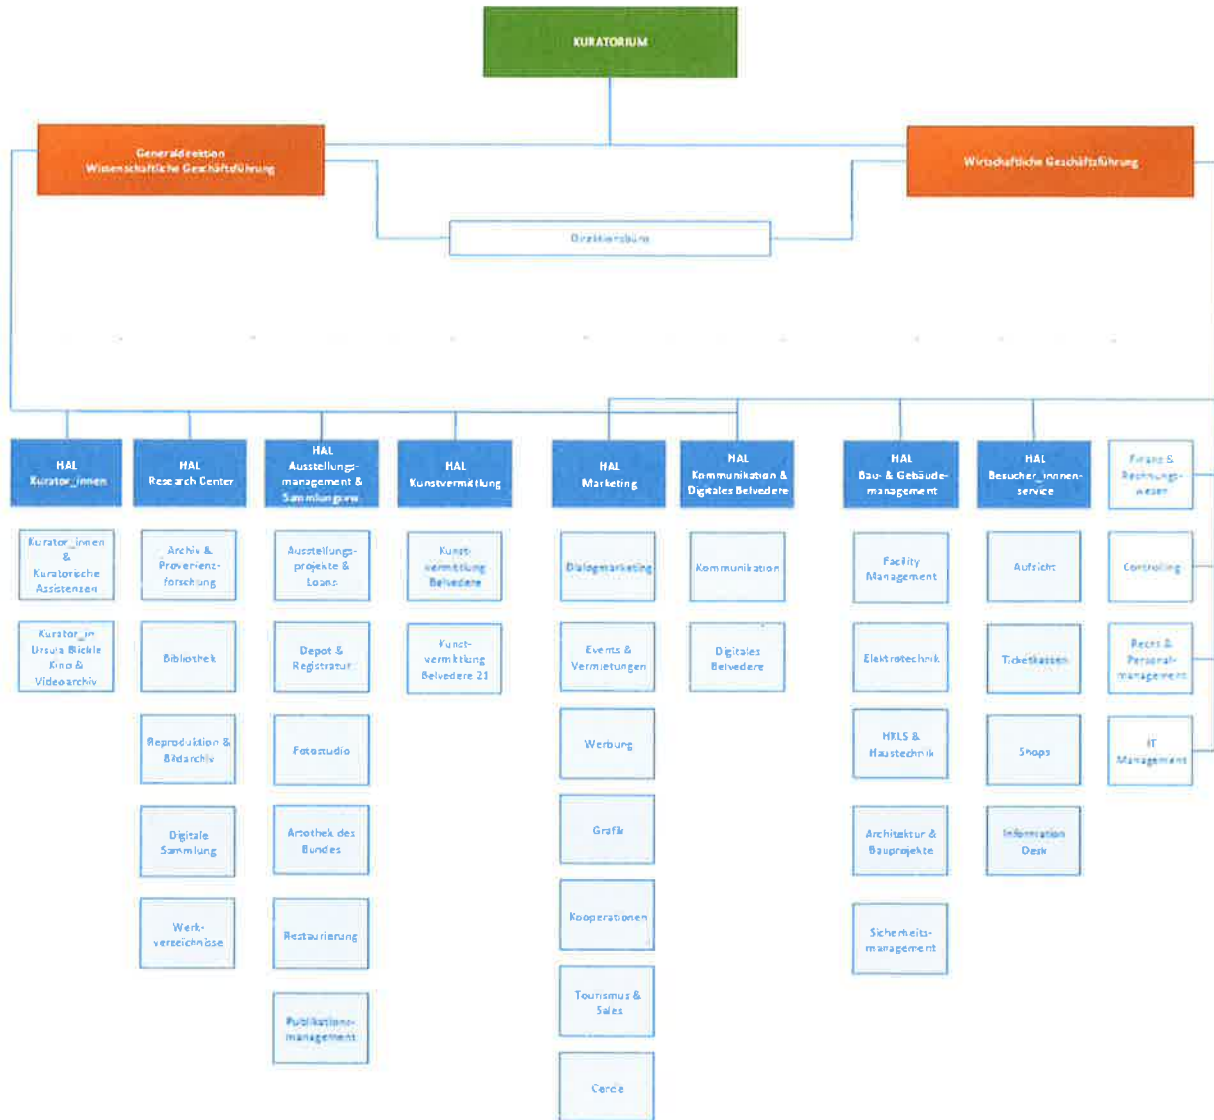 KURATORIUM
Generaldirektion
Wissenschaftliche Geschäftsführung
Wirtschaftliche Geschäftsführung
Direktionsbüro
HAL
Kurator_innen
HAL
Research Center
HAL
Ausstellungs-
management &
Sammlungsvw.
HAL
Kunstvermittlung
HAL
Marketing
HAL
Kommunikation &
Digitales Belvedere
HAL
Bau- & Gebäude-
management
HAL
Besucher_innnen-
service
Finanz &
Rechnungs-
wesen
Kurator_innen
&
Kuratorische
Assistenzen
Archiv &
Provenienz-
forschung
Ausstellungs-
projekte &
Loans
Kunst-
vermittlung
Belvedere
Dialogmarketing
Kommunikation
Facility
Management
Aufsicht
Controlling
Kurator_in
Ursula Blickle
Kino &
Videoarchiv
Bibliothek
Depot &
Registratur
Kunst-
vermittlung
Belvedere 21
Events &
Vermietungen
Digitales
Belvedere
Elektrotechnik
Ticketkassen
Recht &
Personal-
management
Reproduktion &
Bildarchiv
Fotostudio
Werbung
HKLS &
Haustechnik
Shops
IT
Management
Digitale
Sammlung
Artothek des
Bundes
Grafik
Architektur &
Bauprojekte
Information
Desk
Werk-
verzeichnisse
Restaurierung
Kooperationen
Sicherheits-
management
Publikations-
management
Tourismus &
Sales
Cercle